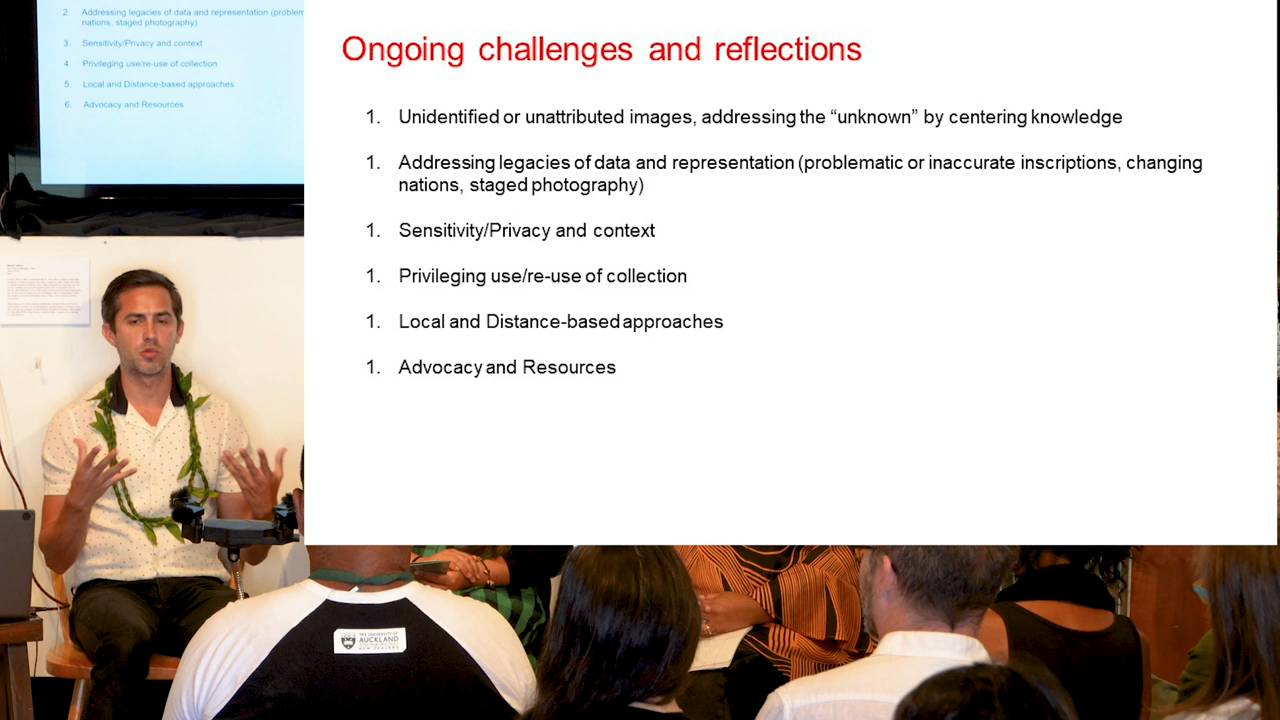 2. Addressing legacies of data and representation (problem
nations, staged photography)
3. Sensitivity/Privacy and context
4. Privileging use/re-use of collection
5. Local and Distance-based approaches
6. Advocacy and Resources
Ongoing challenges and reflections
1. Unidentified or unattributed images, addressing the “unknown” by centering knowledge
1. Addressing legacies of data and representation (problematic or inaccurate inscriptions, changing
nations, staged photography)
1. Sensitivity/Privacy and context
1. Privileging use/re-use of collection
1. Local and Distance-based approaches
1. Advocacy and Resources
THE UNIVERSITY OF
AUCKLAND
NEW ZEALAND